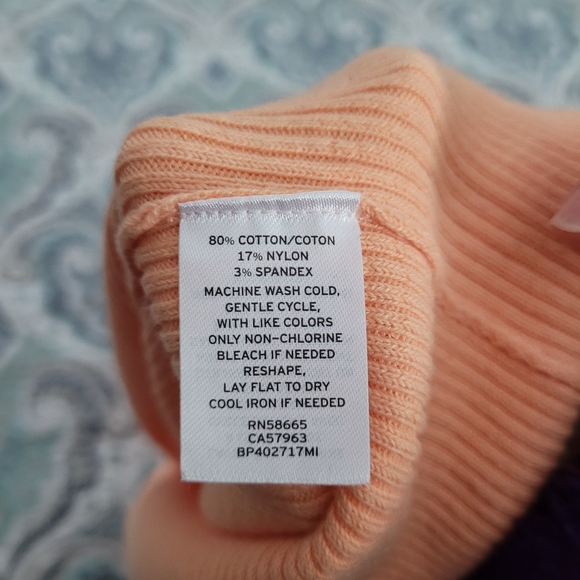 80% COTTON/COTON
17% NYLON
3% SPANDEX
MACHINE WASH COLD,
GENTLE CYCLE,
WITH LIKE COLORS
ONLY NON-CHLORINE
BLEACH IF NEEDED
RESHAPE,
LAY FLAT TO DRY
COOL IRON IF NEEDED
RN58665
CA57963
BP402717MI